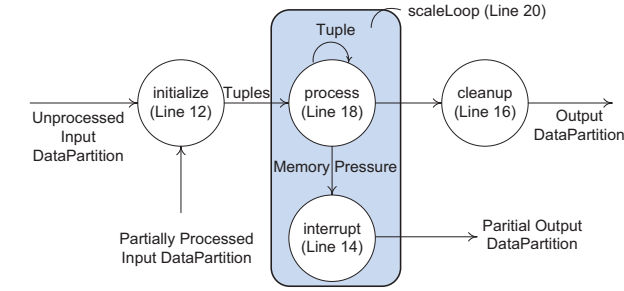 scaleLoop (Line 20)
Tuple
initialize
(Line 12)
Tuples
process
(Line 18)
cleanup
(Line 16)
Unprocessed
Input
DataPartition
Output
DataPartition
Memory Pressure
Partially Processed
Input DataPartition
interrupt
(Line 14)
Paritial Output
DataPartition